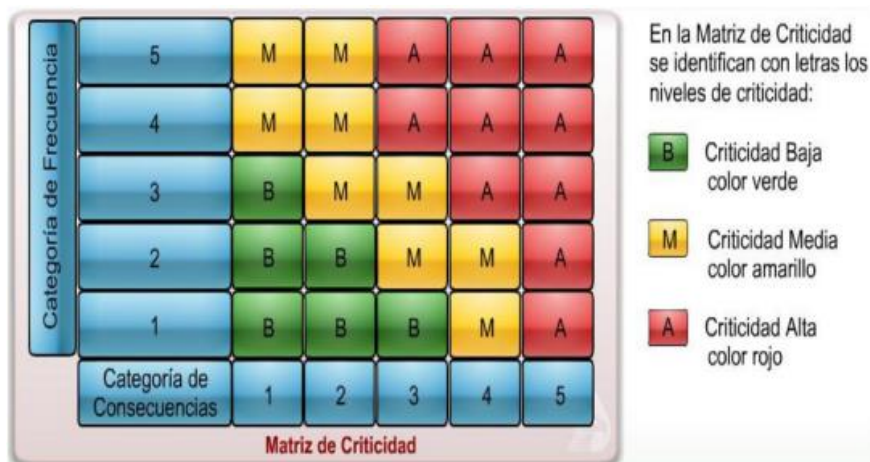 Categoría de Frecuencia
5 M M A A A
4 M M A A A
3 B M M A A
2 B B M M A
1 B B B M A
Categoría de
Consecuencias
1 2 3 4 5
Matriz de Criticidad
En la Matriz de Criticidad
se identifican con letras los
niveles de criticidad:
B Criticidad Baja
color verde
M Criticidad Media
color amarillo
A Criticidad Alta
color rojo